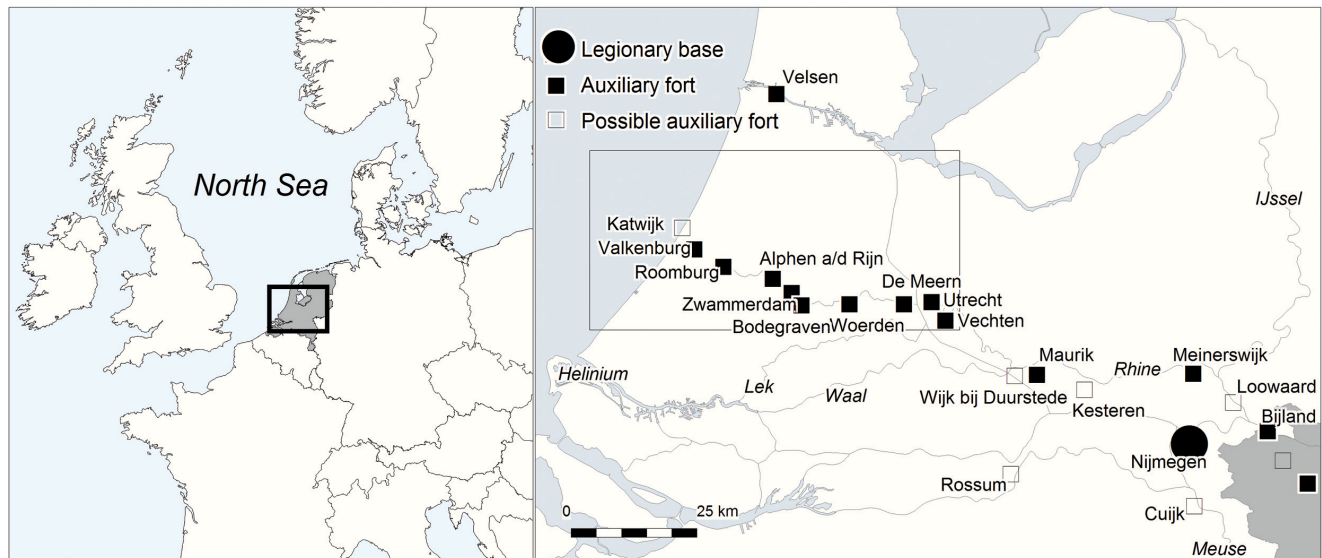 North Sea
Legionary base
Auxiliary fort
Possible auxiliary fort
Velsen
IJssel
Katwijk
Valkenburg
Roomburg
Alphen a/d Rijn
De Meern
Zwammerdam
Utrecht
Bodegraven
Woerden
Vechten
Helinium
Lek
Waal
Maurik
Rhine
Meinerswijk
Wijk bij Duurstede
Kesteren
Loowaard
Bijland
Nijmegen
Rossum
0
25 km
Cuijk
Meuse